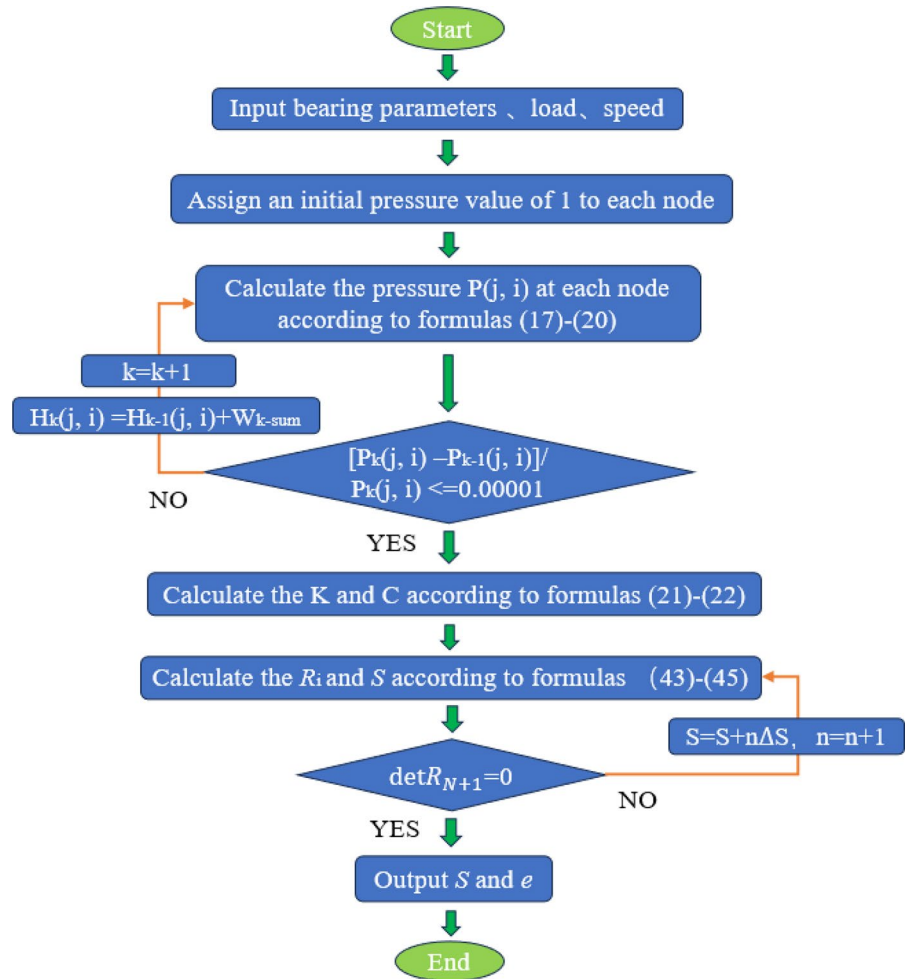 Start
Input bearing parameters 、load、speed
Assign an initial pressure value of 1 to each node
Calculate the pressure P(j, i) at each node
according to formulas (17)-(20)
k=k+1
Hk(j, i) =Hk-1(j, i)+Wk-sum
[Pk(j, i) –Pk-1(j, i)]/
Pk(j, i) <=0.00001
NO
YES
Calculate the K and C according to formulas (21)-(22)
Calculate the Ri and S according to formulas （43)-(45)
S=S+nΔS， n=n+1
detRN+1=0
NO
YES
Output S and e
End